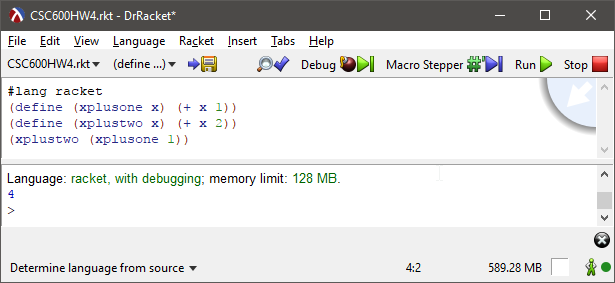 CSC600HW4.rkt - DrRacket*
File Edit View Language Racket Insert Tabs Help
CSC600HW4.rkt▾ (define ...)▾ Debug Macro Stepper Run Stop
#lang racket
(define (xplusone x) (+ x 1))
(define (xplustwo x) (+ x 2))
(xplustwo (xplusone 1))
Language: racket, with debugging; memory limit: 128 MB.
4
>
Determine language from source▾ 4:2 589.28 MB